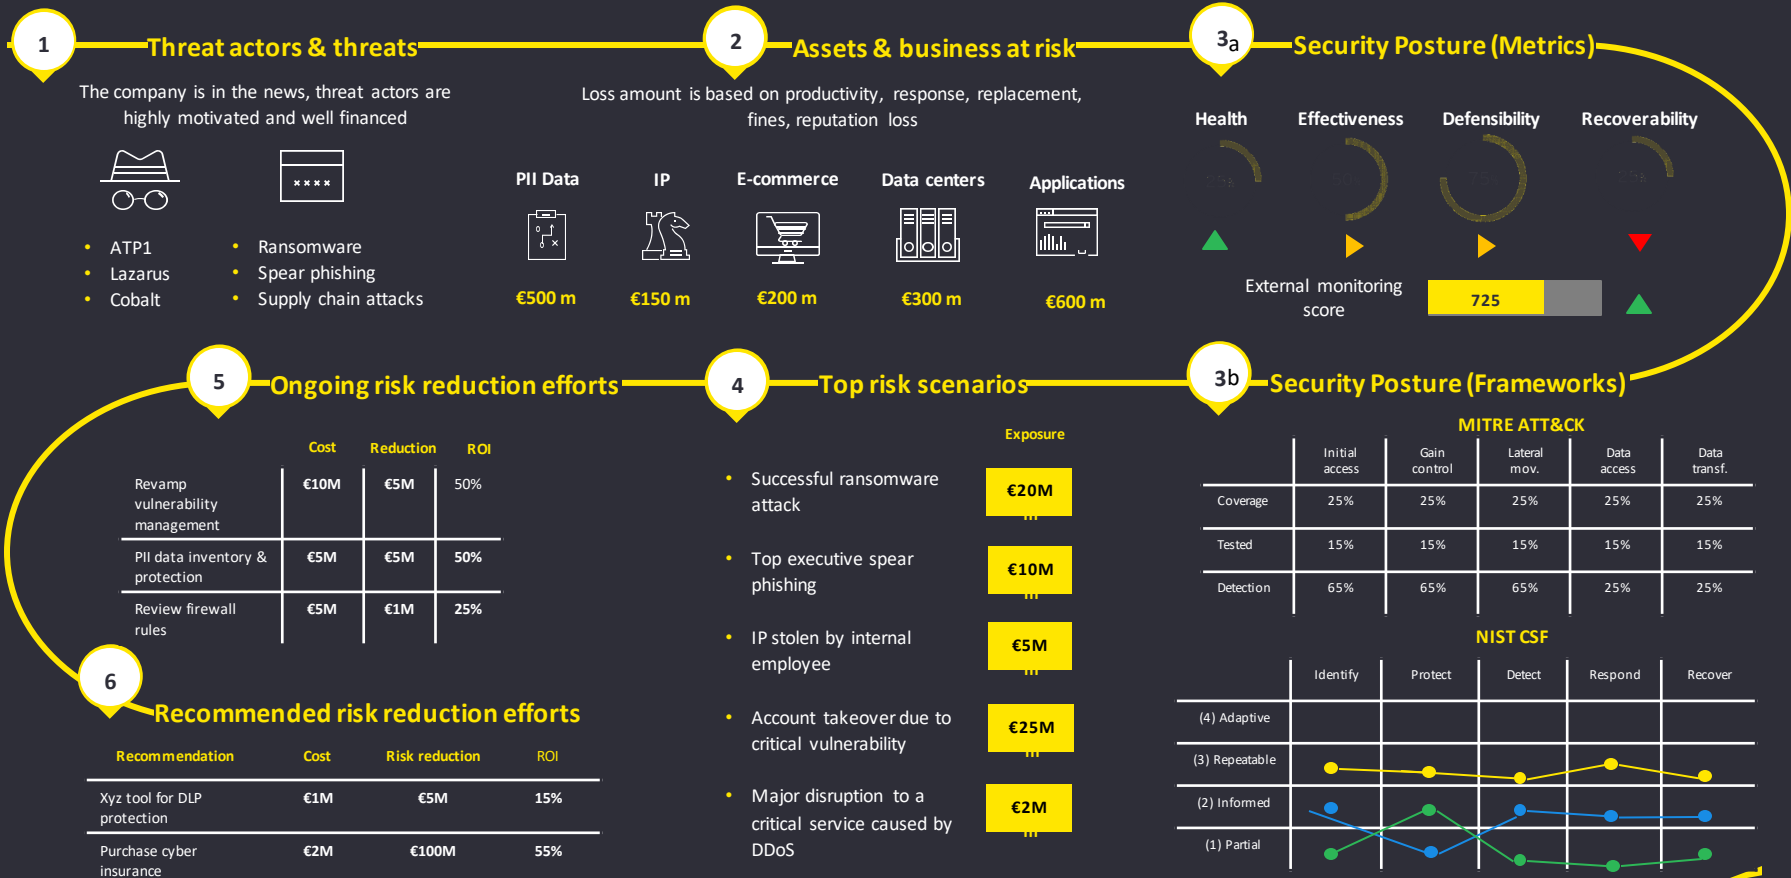 1
Threat actors & threats
The company is in the news, threat actors are
highly motivated and well financed
××××
• ATP1
• Lazarus
• Cobalt
• Ransomware
• Spear phishing
• Supply chain attacks
2
Assets & business at risk
Loss amount is based on productivity, response, replacement,
fines, reputation loss
PII Data IP E-commerce Data centers Applications
€500 m €150 m €200 m €300 m €600 m
3a
Security Posture (Metrics)
Health Effectiveness Defensibility Recoverability
External monitoring
score
725
3b
Security Posture (Frameworks)
MITRE ATT&CK
Initial
access
Gain
control
Lateral
mov.
Data
access
Data
transf.
Coverage 25% 25% 25% 25% 25%
Tested 15% 15% 15% 15% 15%
Detection 65% 65% 65% 25% 25%
NIST CSF
Identify Protect Detect Respond Recover
(4) Adaptive
(3) Repeatable
(2) Informed
(1) Partial
4
Top risk scenarios
Exposure
• Successful ransomware
attack
€20M
• Top executive spear
phishing
€10M
• IP stolen by internal
employee
€5M
• Account takeover due to
critical vulnerability
€25M
• Major disruption to a
critical service caused by
DDoS
€2M
5
Ongoing risk reduction efforts
Cost Reduction ROI
Revamp
vulnerability
management
€10M €5M 50%
PII data inventory &
protection
€5M €5M 50%
Review firewall
rules
€5M €1M 25%
6
Recommended risk reduction efforts
Recommendation Cost Risk reduction ROI
Xyz tool for DLP
protection
€1M €5M 15%
Purchase cyber
insurance
€2M €100M 55%